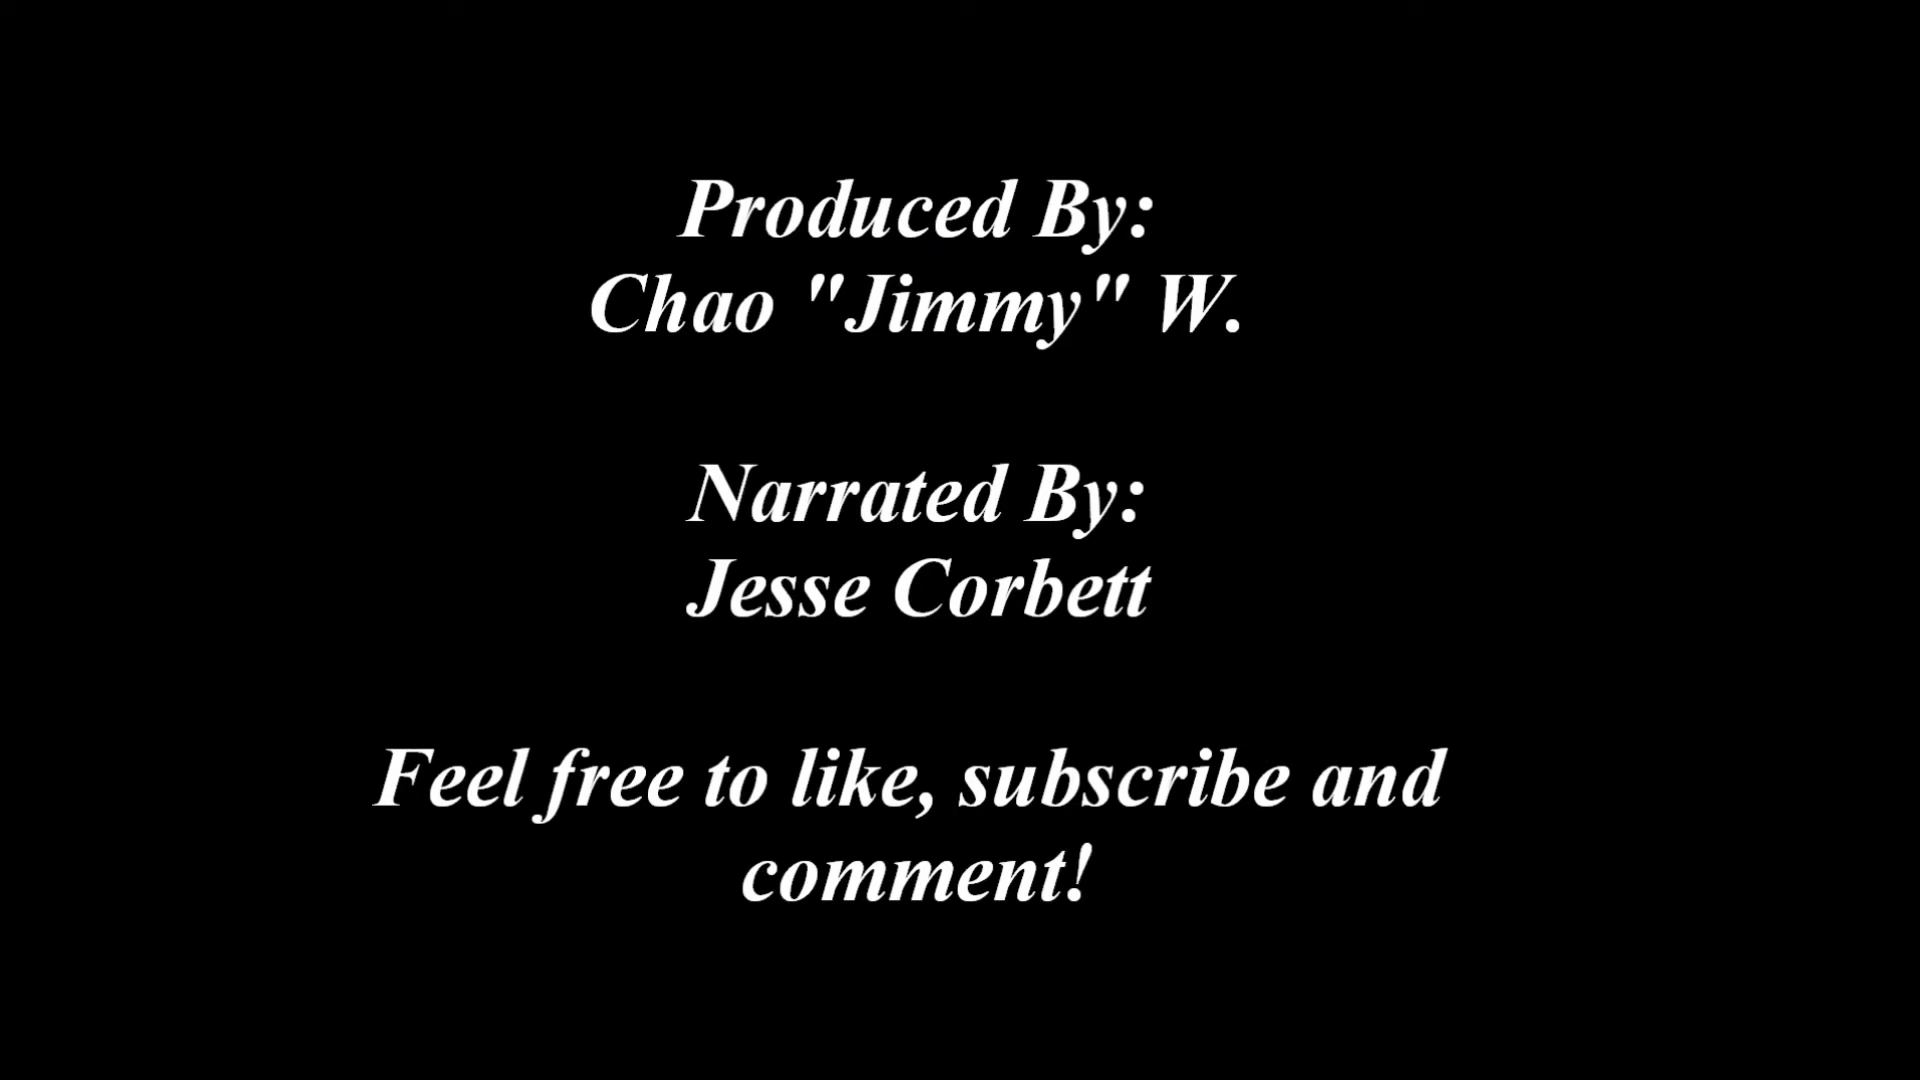 Produced By:
Chao "Jimmy" W.
Narrated By:
Jesse Corbett
Feel free to like, subscribe and
comment!